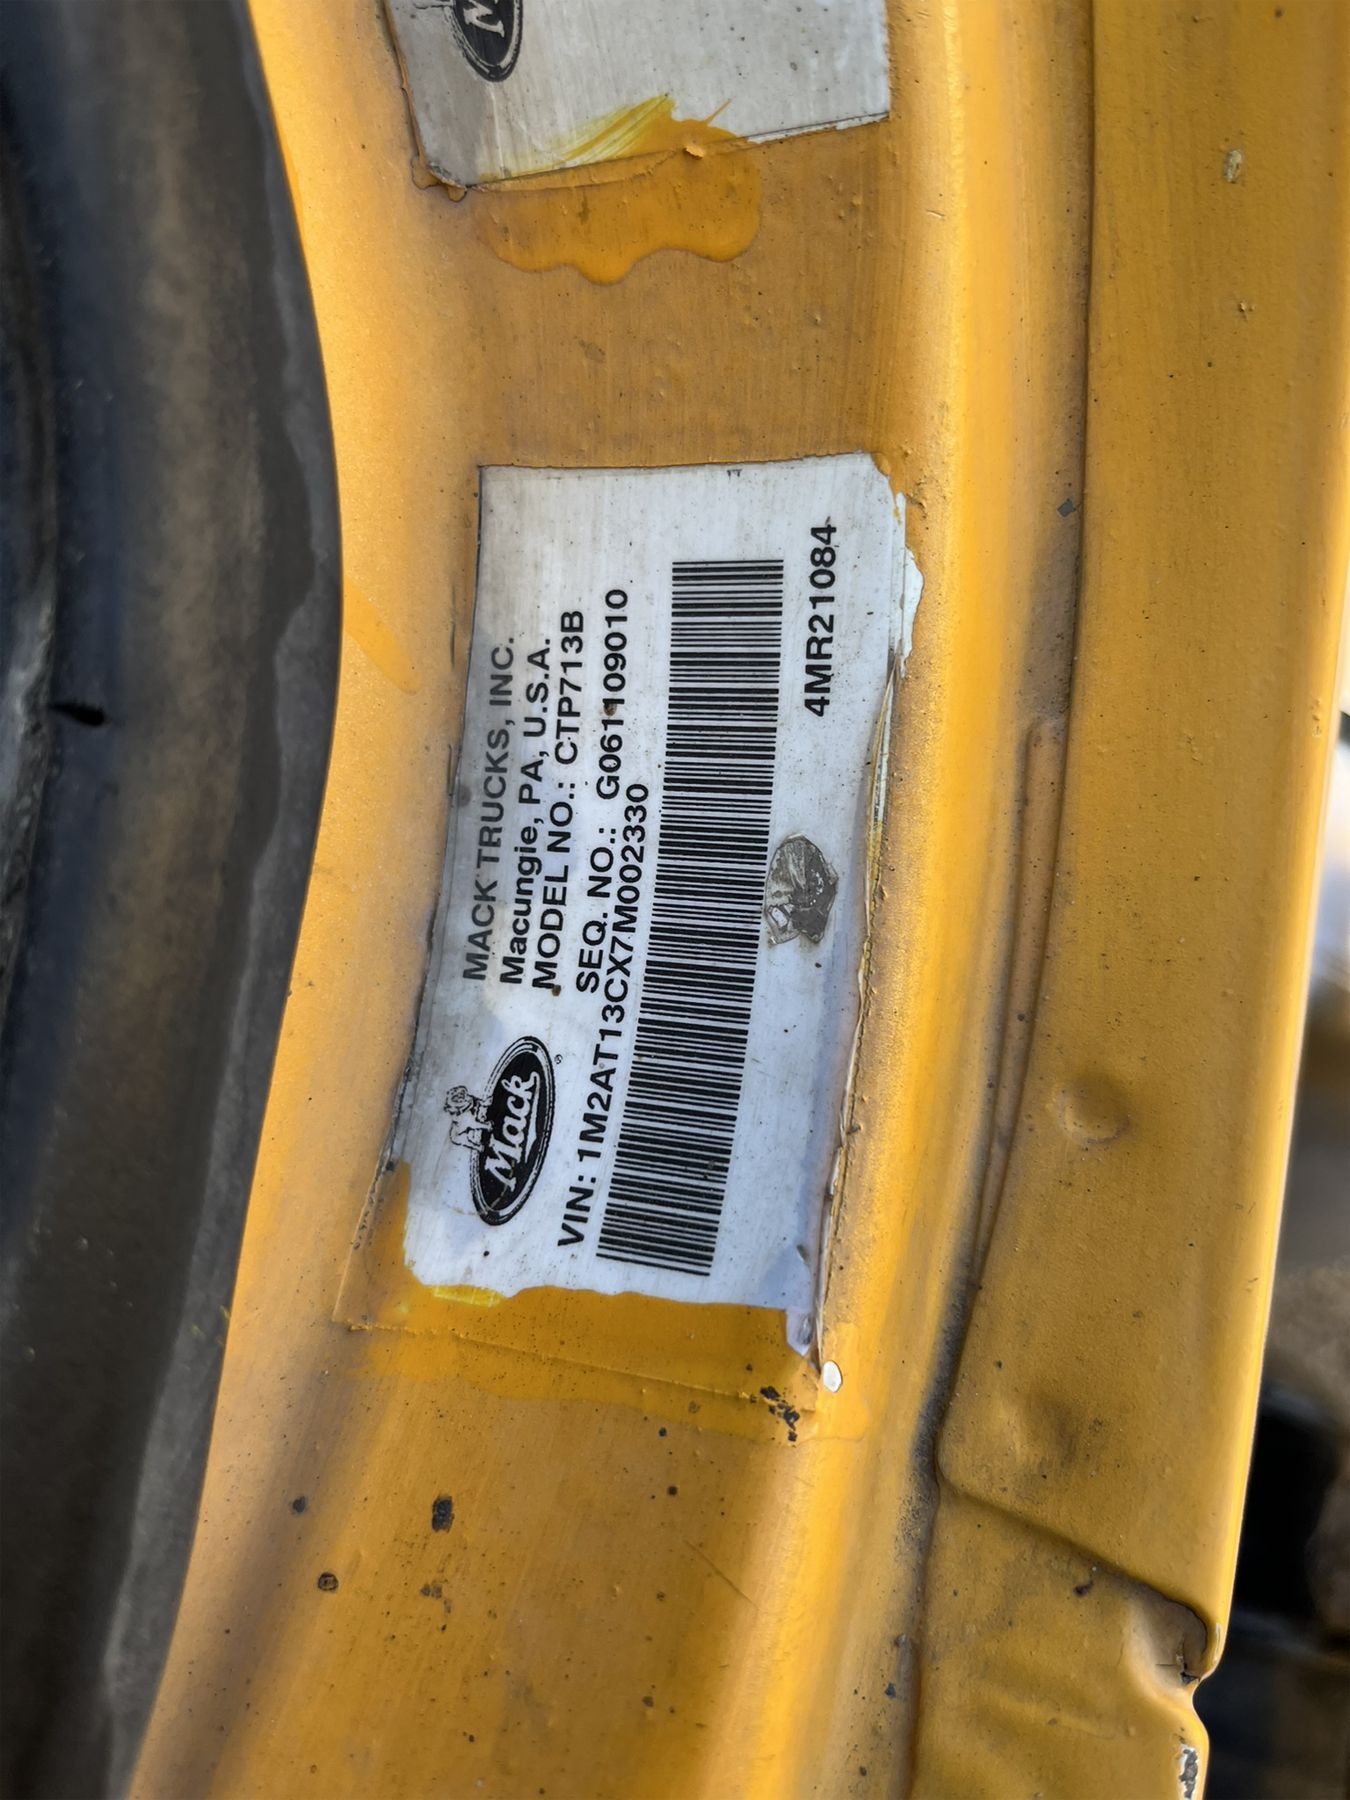 MACK TRUCKS, INC.
Macungie, PA, U.S.A.
MODEL NO.: CTP713B
SEQ. NO.: G061109010
Mack
®
VIN: 1M2AT13CX7M002330
4MR21084